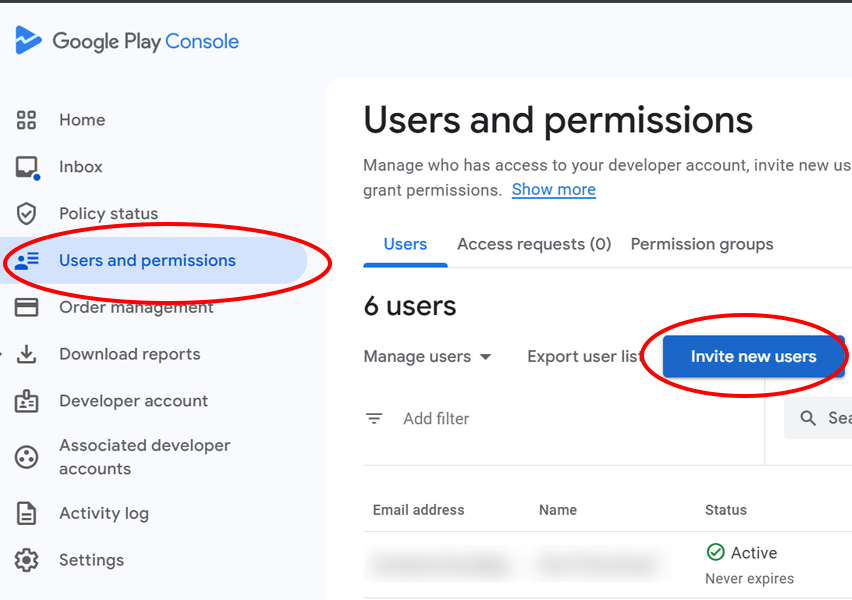 Google Play Console
Home
Inbox
Policy status
Users and permissions
Order management
Download reports
Developer account
Associated developer
accounts
Activity log
Settings
Users and permissions
Manage who has access to your developer account, invite new us
grant permissions. Show more
Users Access requests (0) Permission groups
6 users
Manage users Export user list Invite new users
Add filter Sea
Email address Name Status
Active
Never expires